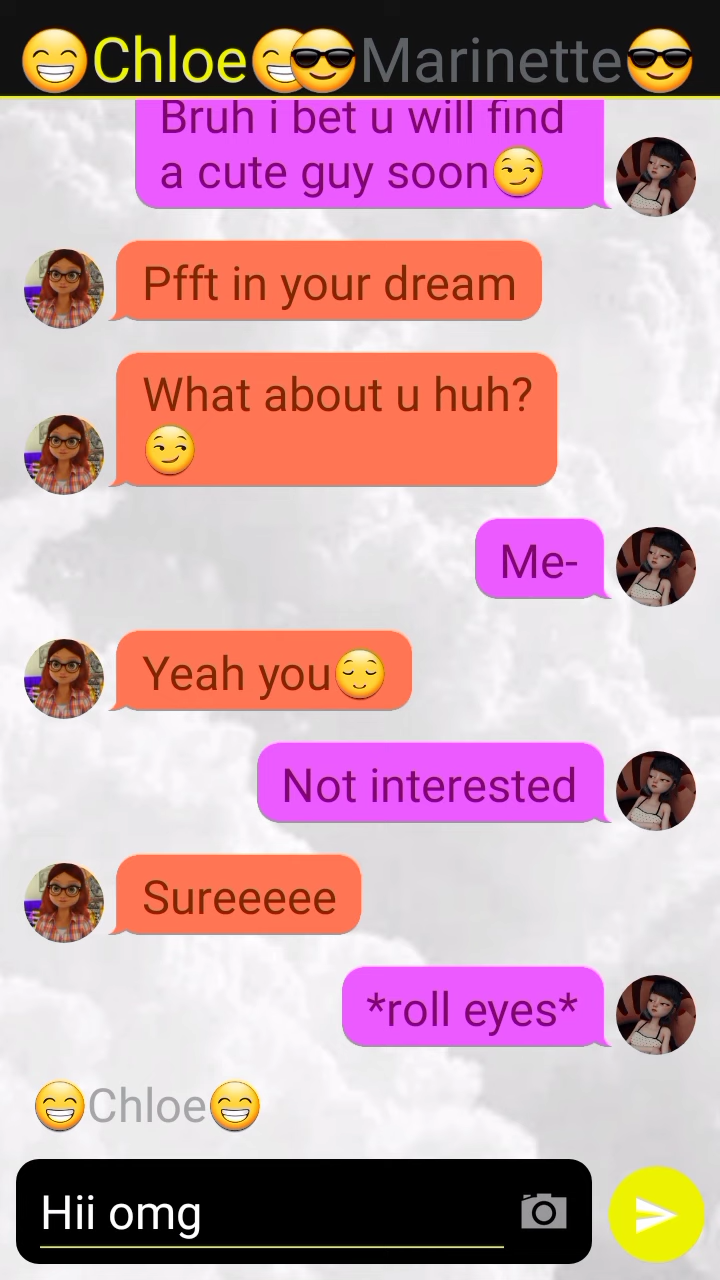 😁Chloe😁😎Marinette😎
Bruh i bet u will find
a cute guy soon😏
Pfft in your dream
What about u huh?
😏
Me-
Yeah you😌
Not interested
Sureeeee
*roll eyes*
😁Chloe😁
Hii omg